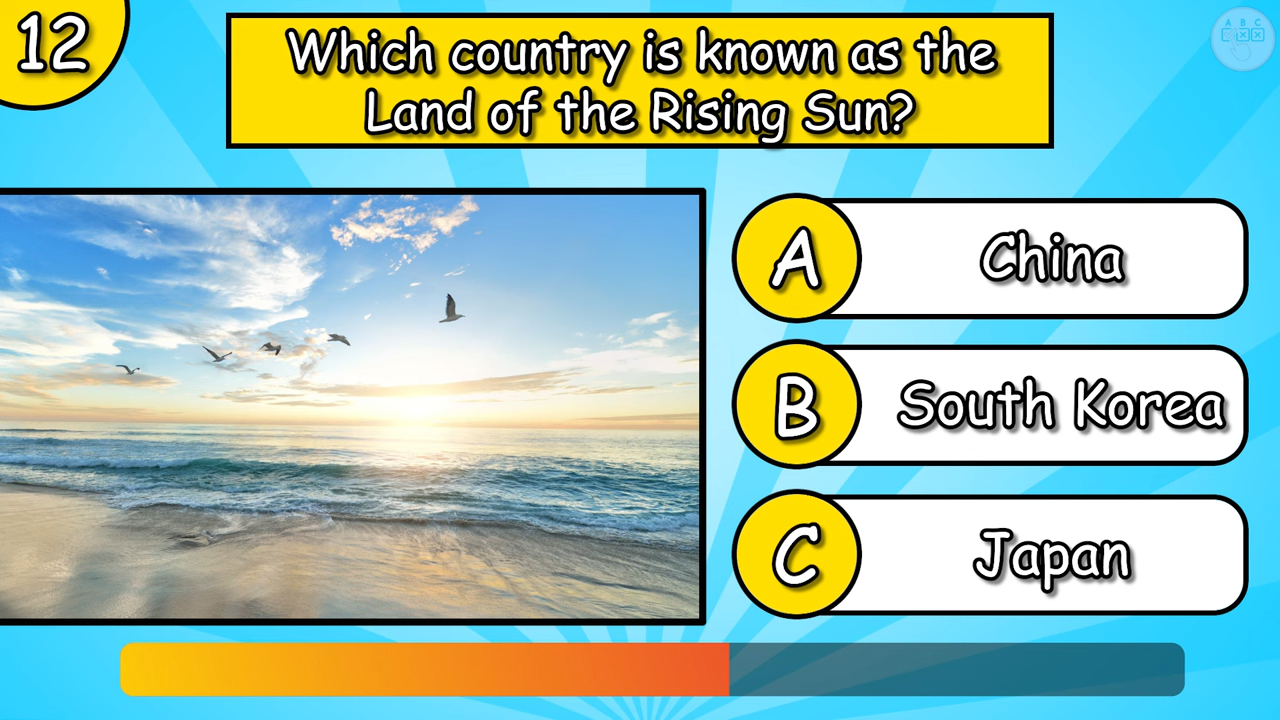 12
Which country is known as the
Land of the Rising Sun?
A B C
A China
B South Korea
C Japan